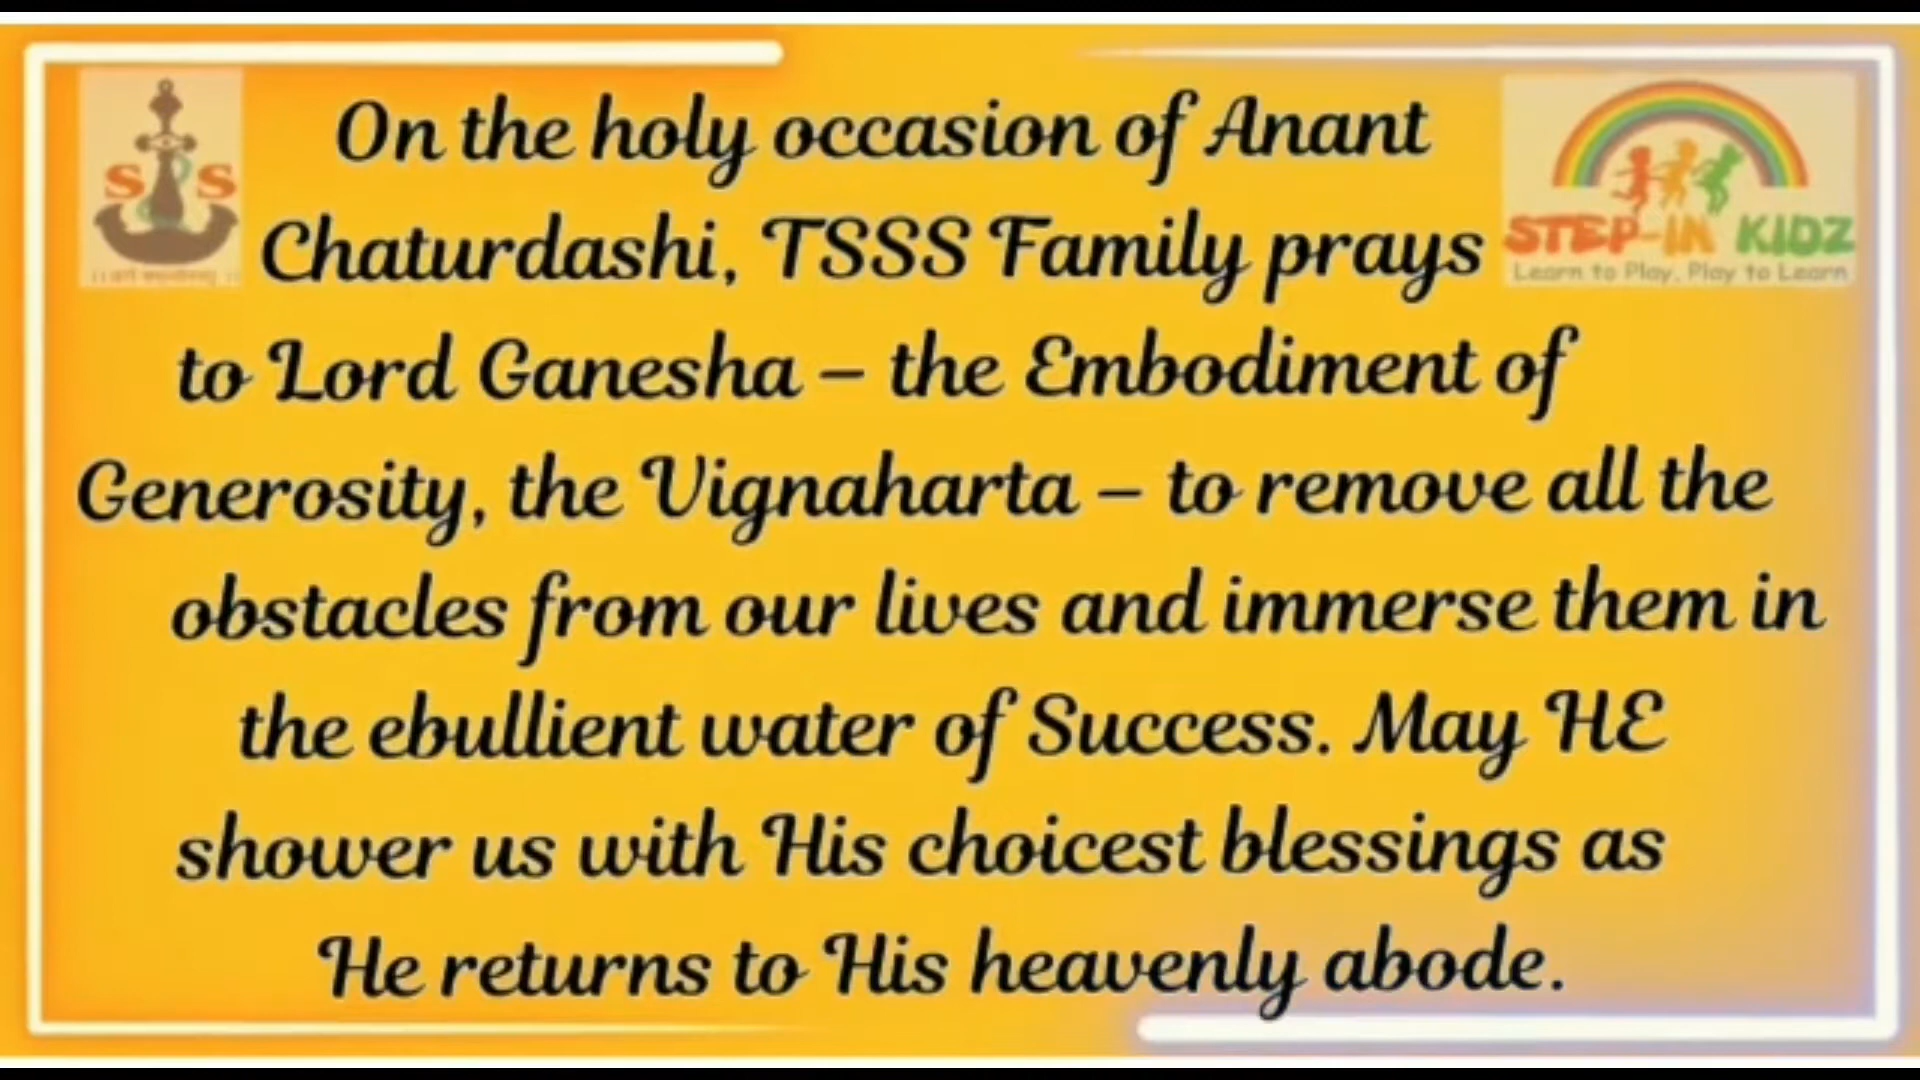 On the holy occasion of Anant
Chaturdashi, TSSS Family prays
to Lord Ganesha – the Embodiment of
Generosity, the Vignaharta – to remove all the
obstacles from our lives and immerse them in
the ebullient water of Success. May HE
shower us with His choicest blessings as
He returns to His heavenly abode.
S S
STEP-IN KIDZ
Learn to Play, Play to Learn